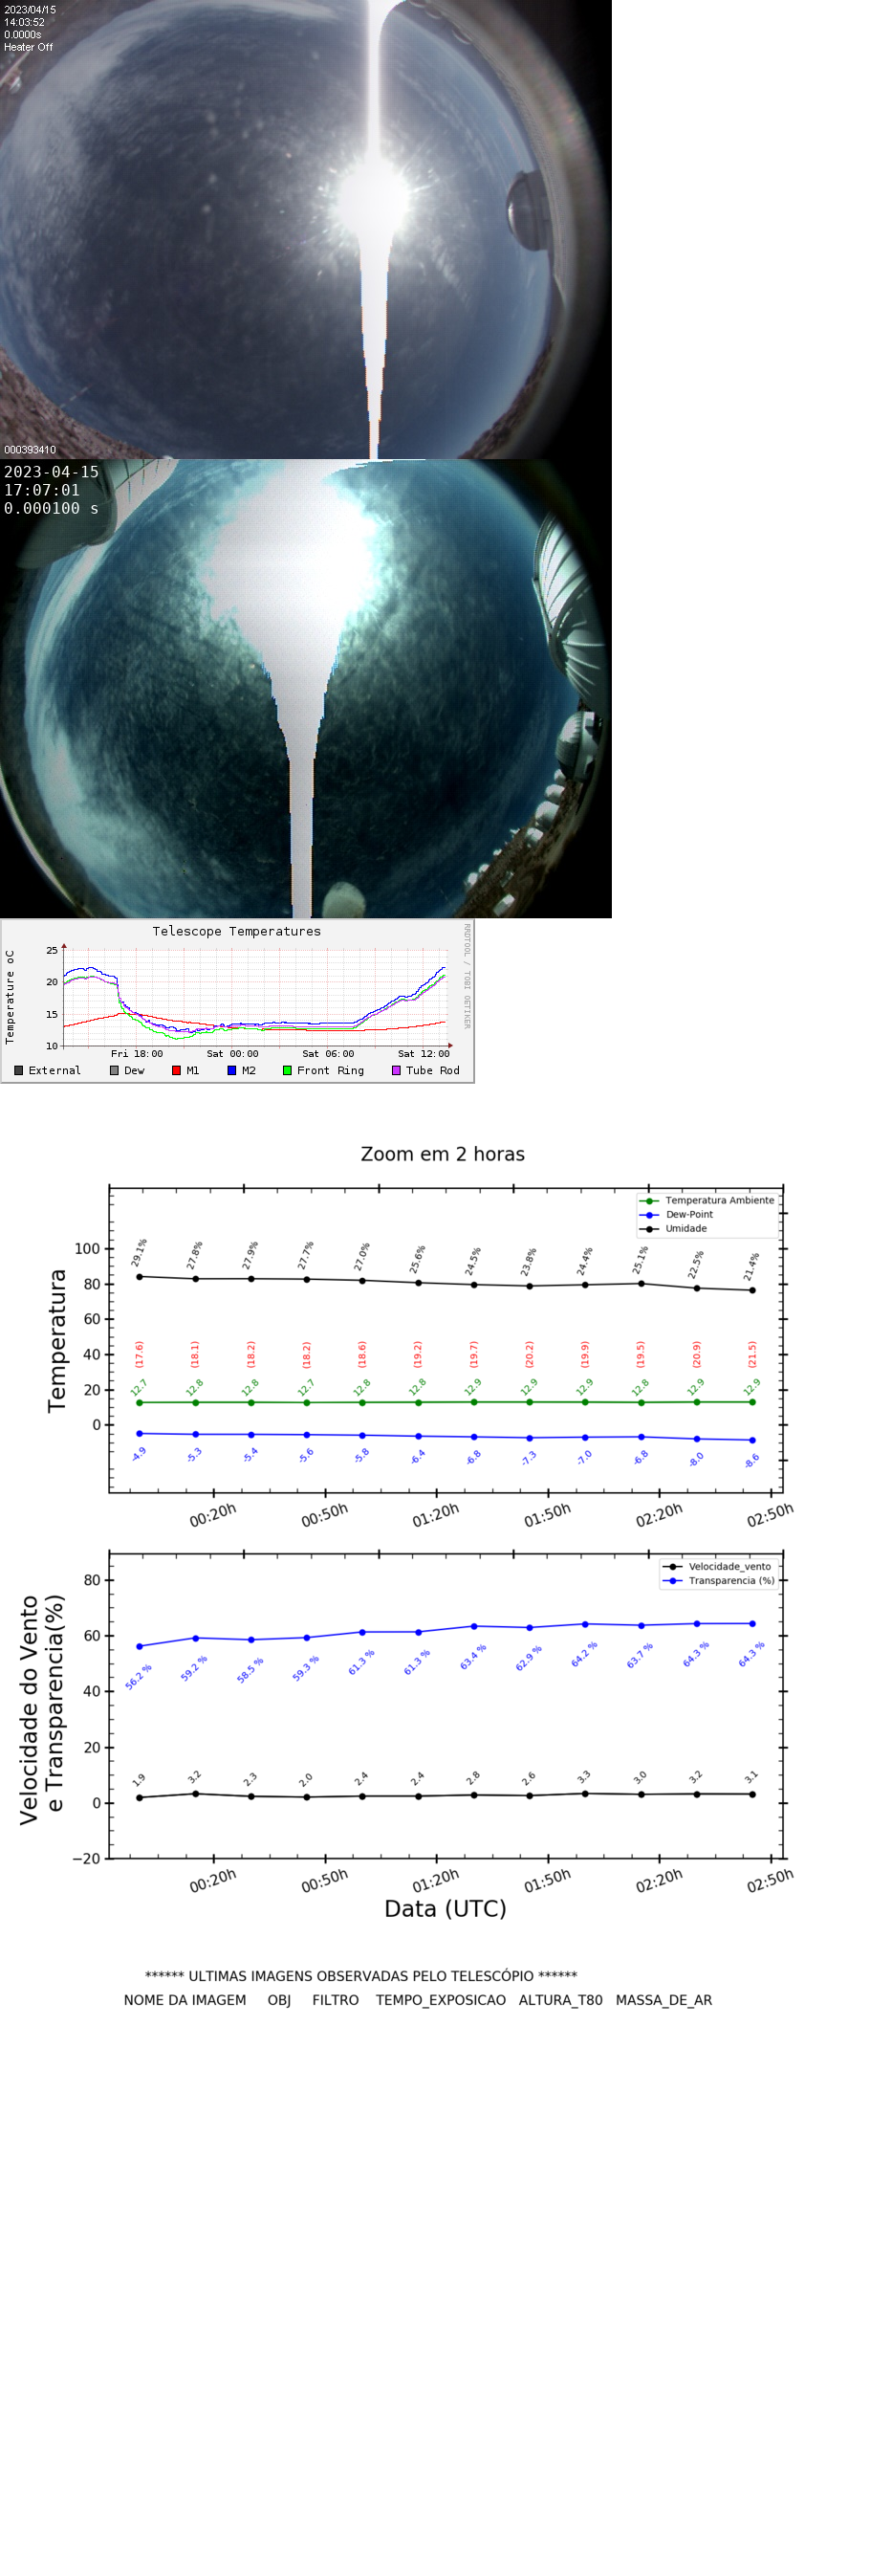 2023/04/15
14:03:52
0.0000s
Heater Off
000393410
2023-04-15
17:07:01
0.000100 s
Telescope Temperatures
RRDTOOL / TOBI OETIKER
Temperature oC
25
20
15
10
Fri 18:00 Sat 00:00 Sat 06:00 Sat 12:00
External Dew M1 M2 Front Ring Tube Rod
Zoom em 2 horas
Temperatura Ambiente
Dew-Point
Umidade
Temperatura
100
80
60
40
20
0
29.1% 27.8% 27.9% 27.7% 27.0% 25.6% 24.5% 23.8% 24.4% 25.1% 22.5% 21.4%
(17.6) (18.1) (18.2) (18.2) (18.6) (19.2) (19.7) (20.2) (19.9) (19.5) (20.9) (21.5)
12.7 12.8 12.8 12.7 12.8 12.8 12.9 12.9 12.9 12.8 12.9 12.9
-4.9 -5.3 -5.4 -5.6 -5.8 -6.4 -6.8 -7.3 -7.0 -6.8 -8.0 -8.6
00:20h 00:50h 01:20h 01:50h 02:20h 02:50h
Velocidade_vento
Transparencia (%)
Velocidade do Vento
e Transparencia(%)
80
60
40
20
0
−20
56.2 % 59.2 % 58.5 % 59.3 % 61.3 % 61.3 % 63.4 % 62.9 % 64.2 % 63.7 % 64.3 % 64.3 %
1.9 3.2 2.3 2.0 2.4 2.4 2.8 2.6 3.3 3.0 3.2 3.1
00:20h 00:50h 01:20h 01:50h 02:20h 02:50h
Data (UTC)
****** ULTIMAS IMAGENS OBSERVADAS PELO TELESCÓPIO ******
NOME DA IMAGEM OBJ FILTRO TEMPO_EXPOSICAO ALTURA_T80 MASSA_DE_AR